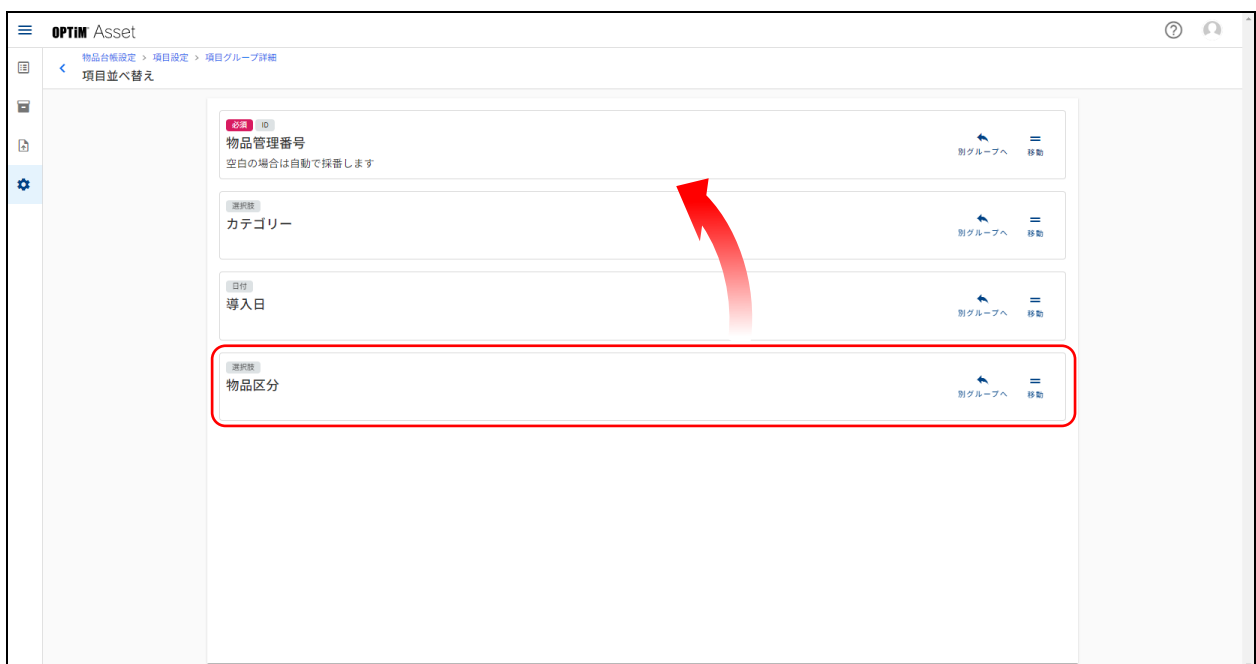 OPTiM Asset
物品台帳設定 › 項目設定 › 項目グループ詳細
項目並べ替え
必須 ID
物品管理番号
空白の場合は自動で採番します
別グループへ 移動
選択肢
カテゴリー
別グループへ 移動
日付
導入日
別グループへ 移動
選択肢
物品区分
別グループへ 移動